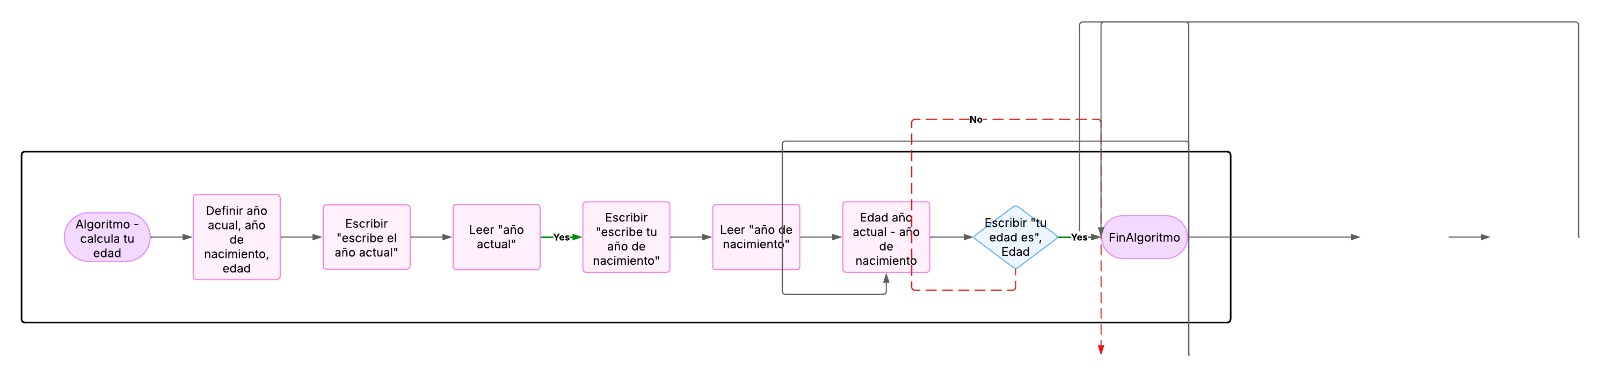 No
Algoritmo -
calcula tu
edad
Definir año
acual, año
de
nacimiento,
edad
Escribir
"escribe el
año actual"
Leer "año
actual"
Yes
Escribir
"escribe tu
año de
nacimiento"
Leer "año de
nacimiento"
Edad año
actual - año
de
nacimiento
Escribir "tu
edad es",
Edad
Yes
FinAlgoritmo